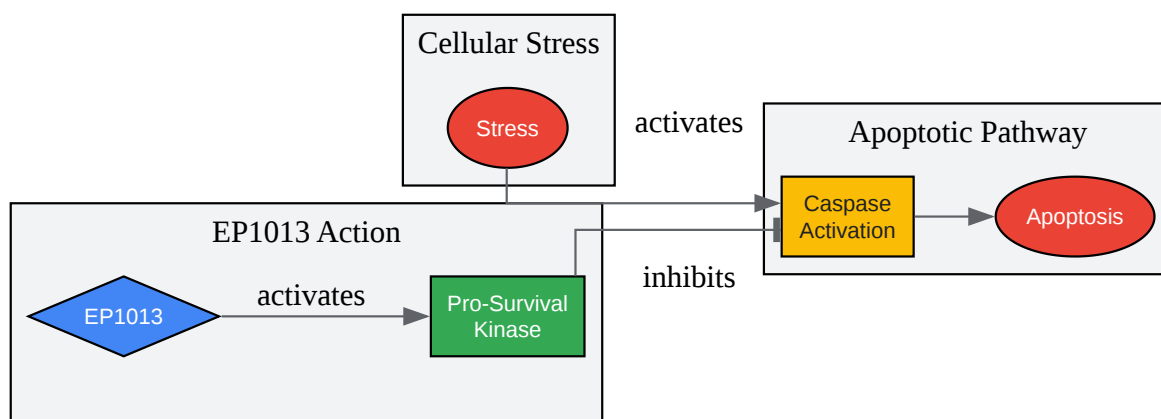 Cellular Stress
Stress
activates
Apoptotic Pathway
Caspase
Activation
Apoptosis
EP1013 Action
inhibits
EP1013
activates
Pro-Survival
Kinase